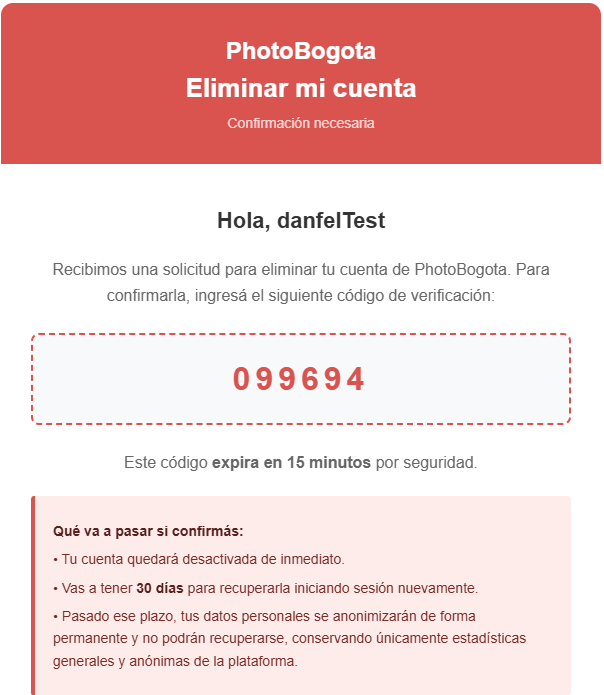 PhotoBogota
Eliminar mi cuenta
Confirmación necesaria
Hola, danfelTest
Recibimos una solicitud para eliminar tu cuenta de PhotoBogota. Para
confirmarla, ingresá el siguiente código de verificación:
099694
Este código expira en 15 minutos por seguridad.
Qué va a pasar si confirmás:
• Tu cuenta quedará desactivada de inmediato.
• Vas a tener 30 días para recuperarla iniciando sesión nuevamente.
• Pasado ese plazo, tus datos personales se anonimizarán de forma
permanente y no podrán recuperarse, conservando únicamente estadísticas
generales y anónimas de la plataforma.